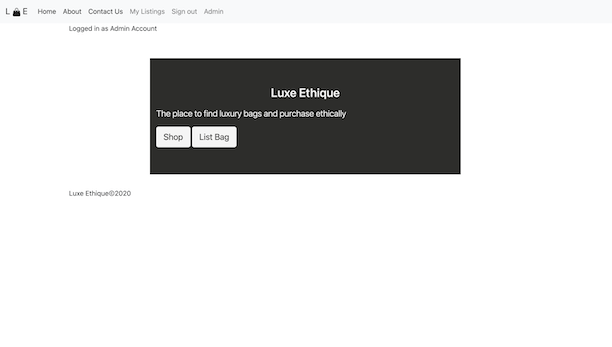 L E Home About Contact Us My Listings Sign out Admin
Logged in as Admin Account
Luxe Ethique
The place to find luxury bags and purchase ethically
Shop List Bag
Luxe Ethique©2020